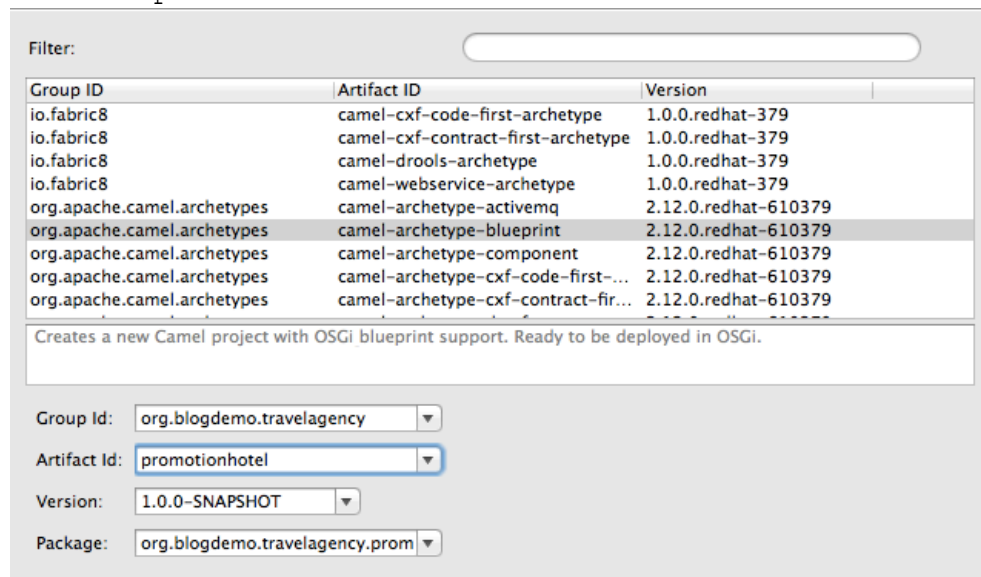 Filter:
Group ID Artifact ID Version
io.fabric8 camel-cxf-code-first-archetype 1.0.0.redhat-379
io.fabric8 camel-cxf-contract-first-archetype 1.0.0.redhat-379
io.fabric8 camel-drools-archetype 1.0.0.redhat-379
io.fabric8 camel-webservice-archetype 1.0.0.redhat-379
org.apache.camel.archetypes camel-archetype-activemq 2.12.0.redhat-610379
org.apache.camel.archetypes camel-archetype-blueprint 2.12.0.redhat-610379
org.apache.camel.archetypes camel-archetype-component 2.12.0.redhat-610379
org.apache.camel.archetypes camel-archetype-cxf-code-first-... 2.12.0.redhat-610379
org.apache.camel.archetypes camel-archetype-cxf-contract-fir... 2.12.0.redhat-610379
Creates a new Camel project with OSGi blueprint support. Ready to be deployed in OSGi.
Group Id: org.blogdemo.travelagency
Artifact Id: promotionhotel
Version: 1.0.0-SNAPSHOT
Package: org.blogdemo.travelagency.prom